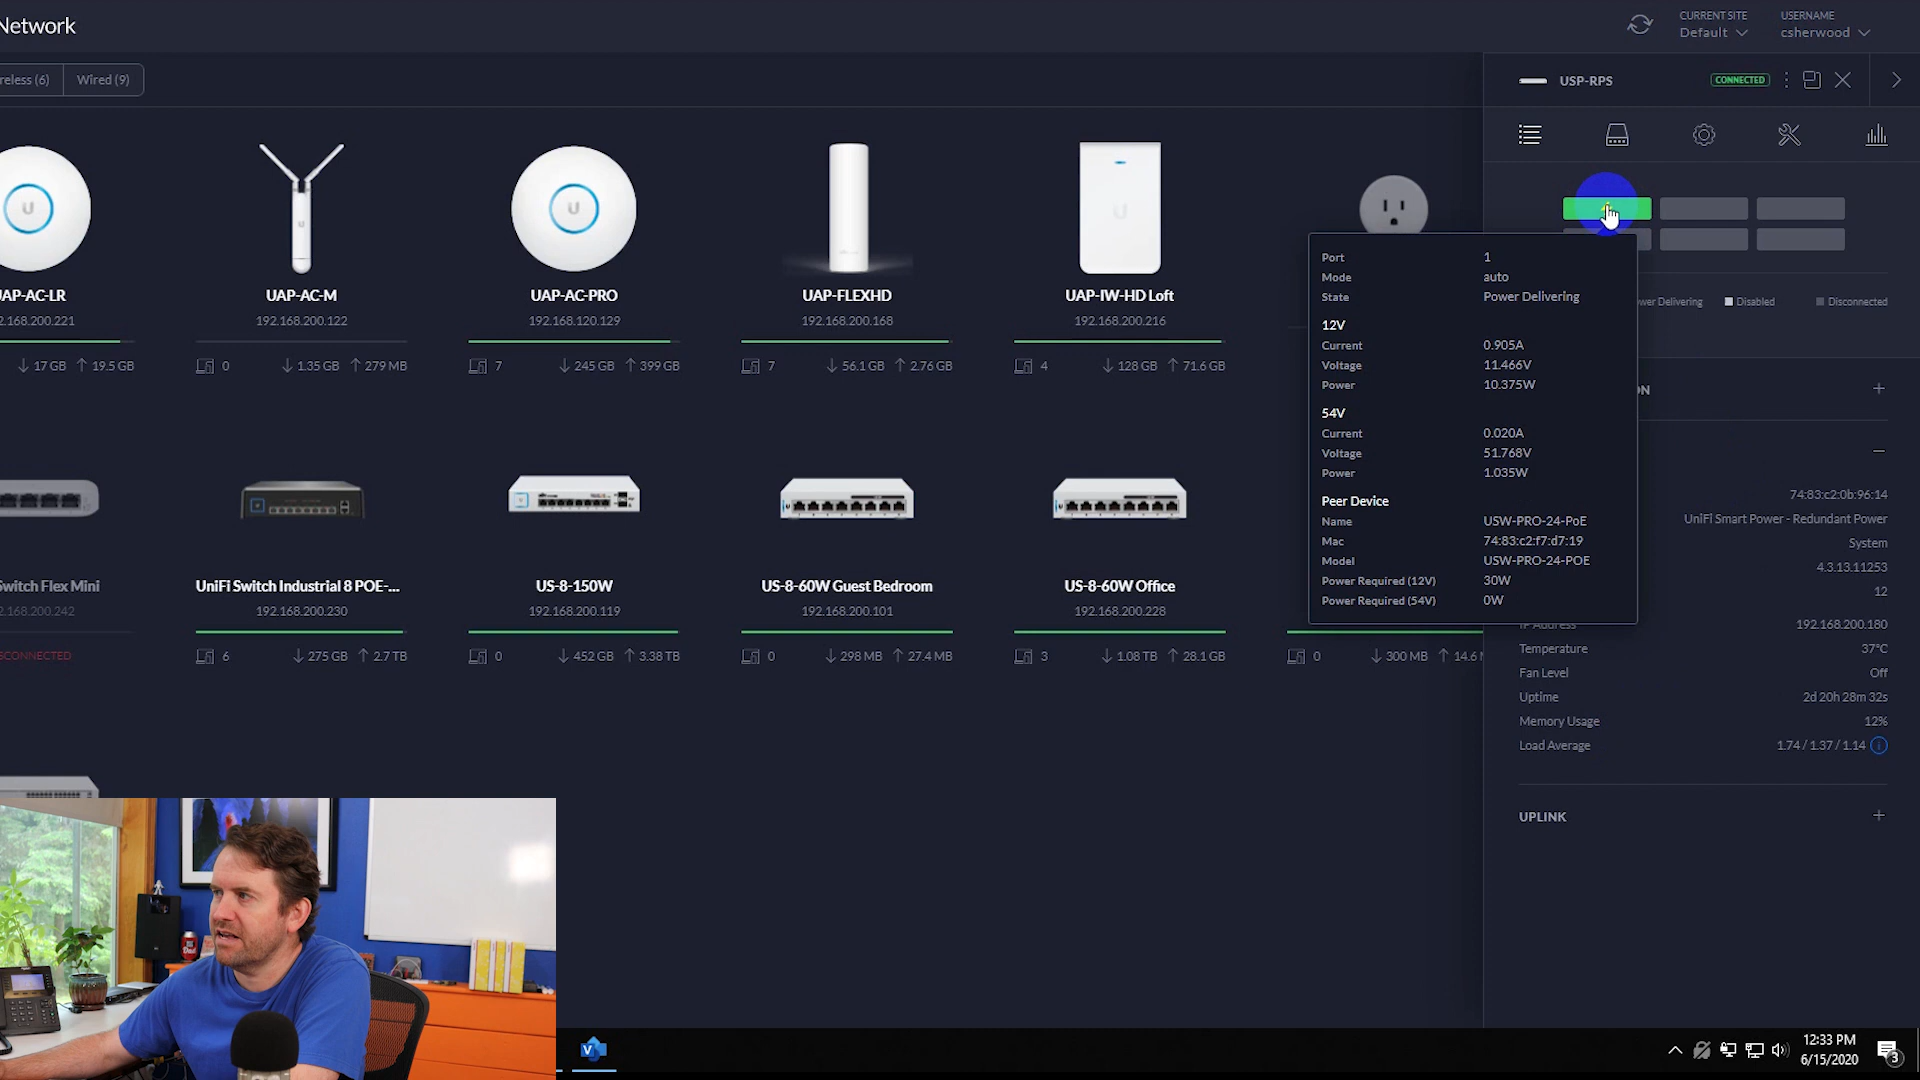 Network
CURRENT SITE
Default
USERNAME
csherwood
reless (6)
Wired (9)
USP-RPS
CONNECTED
AP-AC-LR
2.168.200.221
17 GB 19.5 GB
UAP-AC-M
192.168.200.122
0 1.35 GB 279 MB
UAP-AC-PRO
192.168.120.129
7 245 GB 399 GB
UAP-FLEXHD
192.168.200.168
7 56.1 GB 2.76 GB
UAP-IW-HD Loft
192.168.200.216
4 128 GB 71.6 GB
Port 1
Mode auto
State Power Delivering
12V
Current 0.905A
Voltage 11.466V
Power 10.375W
54V
Current 0.020A
Voltage 51.768V
Power 1.035W
Peer Device
Name USW-PRO-24-PoE
Mac 74:83:c2:f7:d7:19
Model USW-PRO-24-POE
Power Required (12V) 30W
Power Required (54V) 0W
wer Delivering Disabled Disconnected
ON
74:83:c2:0b:96:14
UniFi Smart Power - Redundant Power
System
4.3.13.11253
12
IP Address 192.168.200.180
Temperature 37°C
Fan Level Off
Uptime 2d 20h 28m 32s
Memory Usage 12%
Load Average 1.74 / 1.37 / 1.14
UPLINK
Switch Flex Mini
2.168.200.242
SCONNECTED
UniFi Switch Industrial 8 POE-...
192.168.200.230
6 275 GB 2.7 TB
US-8-150W
192.168.200.119
0 452 GB 3.38 TB
US-8-60W Guest Bedroom
192.168.200.101
0 298 MB 27.4 MB
US-8-60W Office
192.168.200.228
3 1.08 TB 28.1 GB
0 300 MB 14.6
12:33 PM
6/15/2020
3